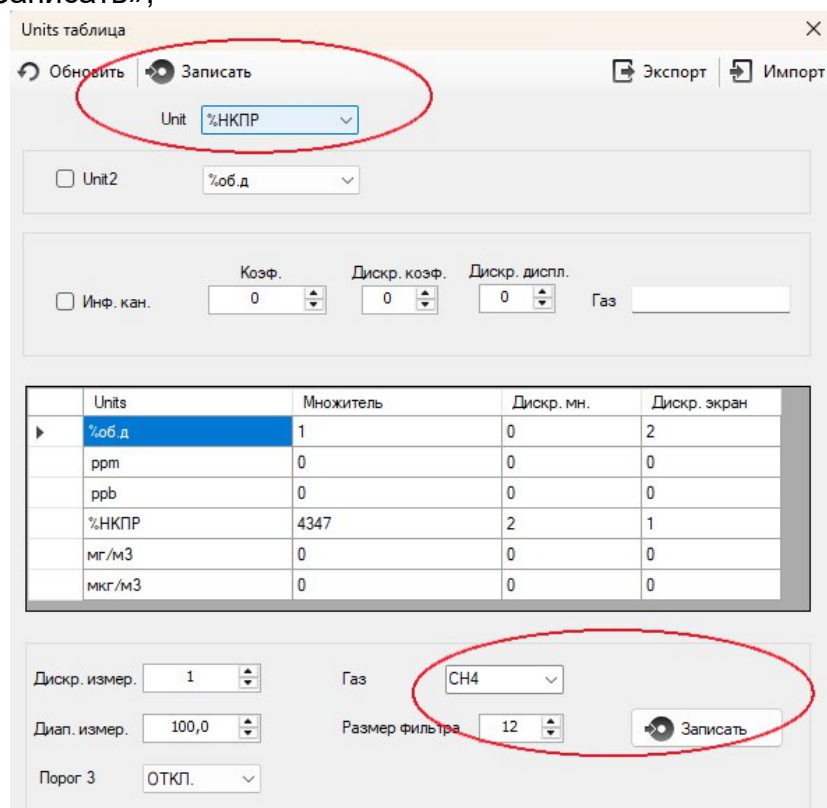 записать»;
Units таблица
Обновить Записать Экспорт Импорт
Unit %НКПР
Unit2 %об.д
Коэф. Дискр. коэф. Дискр. диспл.
Инф. кан. 0 0 0 Газ
Units Множитель Дискр. мн. Дискр. экран
%об.д 1 0 2
ppm 0 0 0
ppb 0 0 0
%НКПР 4347 2 1
мг/м3 0 0 0
мкг/м3 0 0 0
Дискр. измер. 1 Газ CH4
Диап. измер. 100,0 Размер фильтра 12 Записать
Порог 3 ОТКЛ.